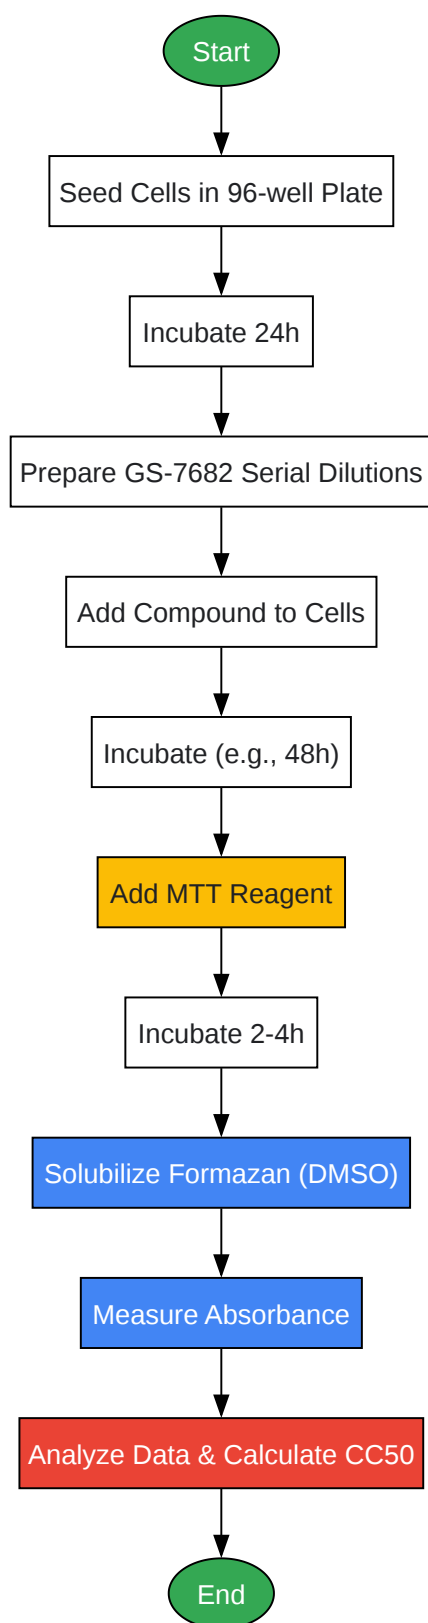 Start
Seed Cells in 96-well Plate
Incubate 24h
Prepare GS-7682 Serial Dilutions
Add Compound to Cells
Incubate (e.g., 48h)
Add MTT Reagent
Incubate 2-4h
Solubilize Formazan (DMSO)
Measure Absorbance
Analyze Data & Calculate CC50
End